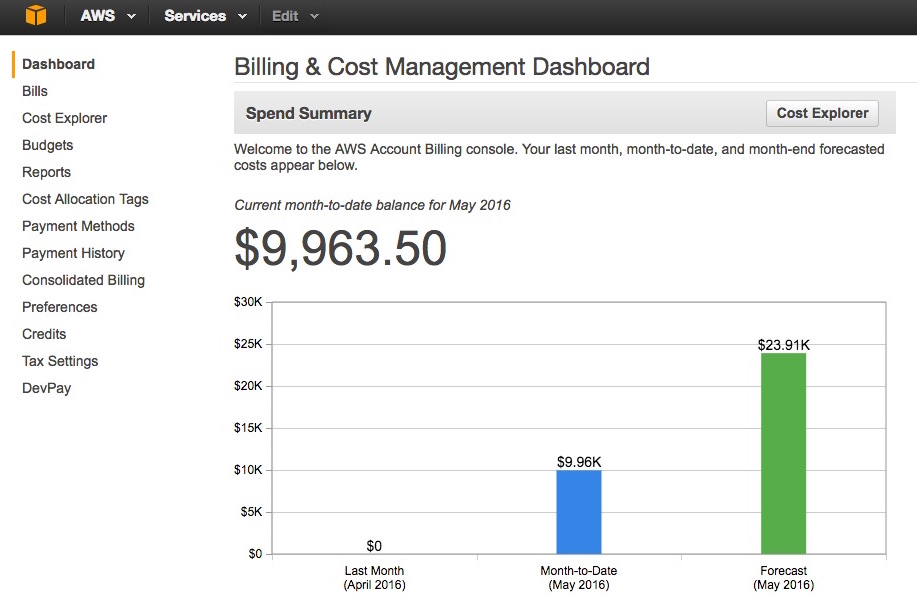 AWS Services Edit
Dashboard
Bills
Cost Explorer
Budgets
Reports
Cost Allocation Tags
Payment Methods
Payment History
Consolidated Billing
Preferences
Credits
Tax Settings
DevPay
Billing & Cost Management Dashboard
Spend Summary
Cost Explorer
Welcome to the AWS Account Billing console. Your last month, month-to-date, and month-end forecasted
costs appear below.
Current month-to-date balance for May 2016
$9,963.50
$30K
$25K
$20K
$15K
$10K
$5K
$0
$0
$9.96K
$23.91K
Last Month
(April 2016)
Month-to-Date
(May 2016)
Forecast
(May 2016)